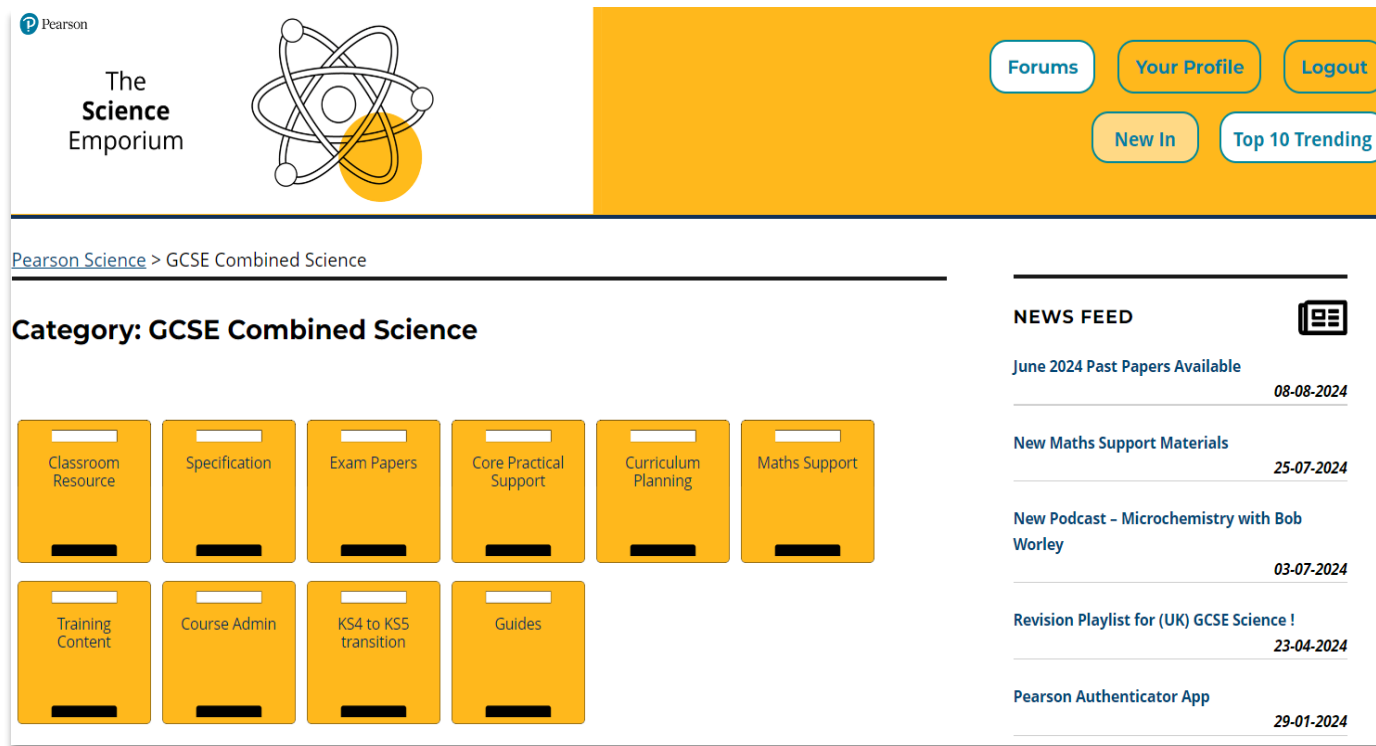 Pearson
The
Science
Emporium
Forums
Your Profile
Logout
New In
Top 10 Trending
Pearson Science > GCSE Combined Science
Category: GCSE Combined Science
Classroom
Resource
Specification
Exam Papers
Core Practical
Support
Curriculum
Planning
Maths Support
Training
Content
Course Admin
KS4 to KS5
transition
Guides
NEWS FEED
June 2024 Past Papers Available
08-08-2024
New Maths Support Materials
25-07-2024
New Podcast – Microchemistry with Bob
Worley
03-07-2024
Revision Playlist for (UK) GCSE Science !
23-04-2024
Pearson Authenticator App
29-01-2024